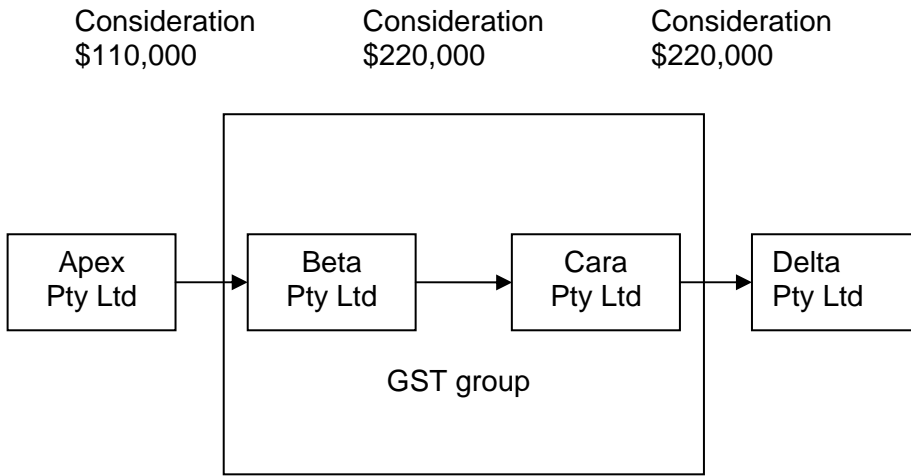 Consideration
$110,000
Consideration
$220,000
Consideration
$220,000
Apex
Pty Ltd
Beta
Pty Ltd
Cara
Pty Ltd
Delta
Pty Ltd
GST group